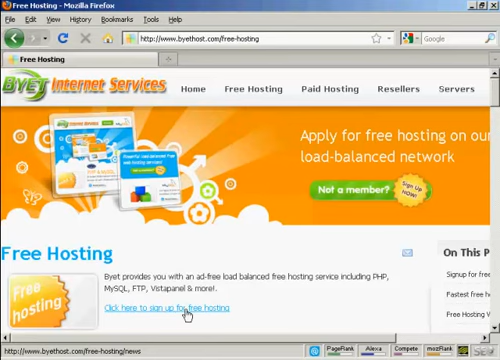 Free Hosting - Mozilla Firefox
File Edit View History Bookmarks Tools Help
http://www.byethost.com/free-hosting
Google
Free Hosting
BYET Internet Services
Home Free Hosting Paid Hosting Resellers Servers
Apply for free hosting on our
load-balanced network
Not a member? Sign Up NOW!
Free Hosting
On This P
Free hosting
Byet provides you with an ad-free load balanced free hosting service including PHP,
MySQL, FTP, Vistapanel & more!.
Click here to sign up for free hosting
Signup for free
Fastest free h
Free Hosting V
http://www.byethost.com/free-hosting/news
PageRank Alexa Compete mozRank